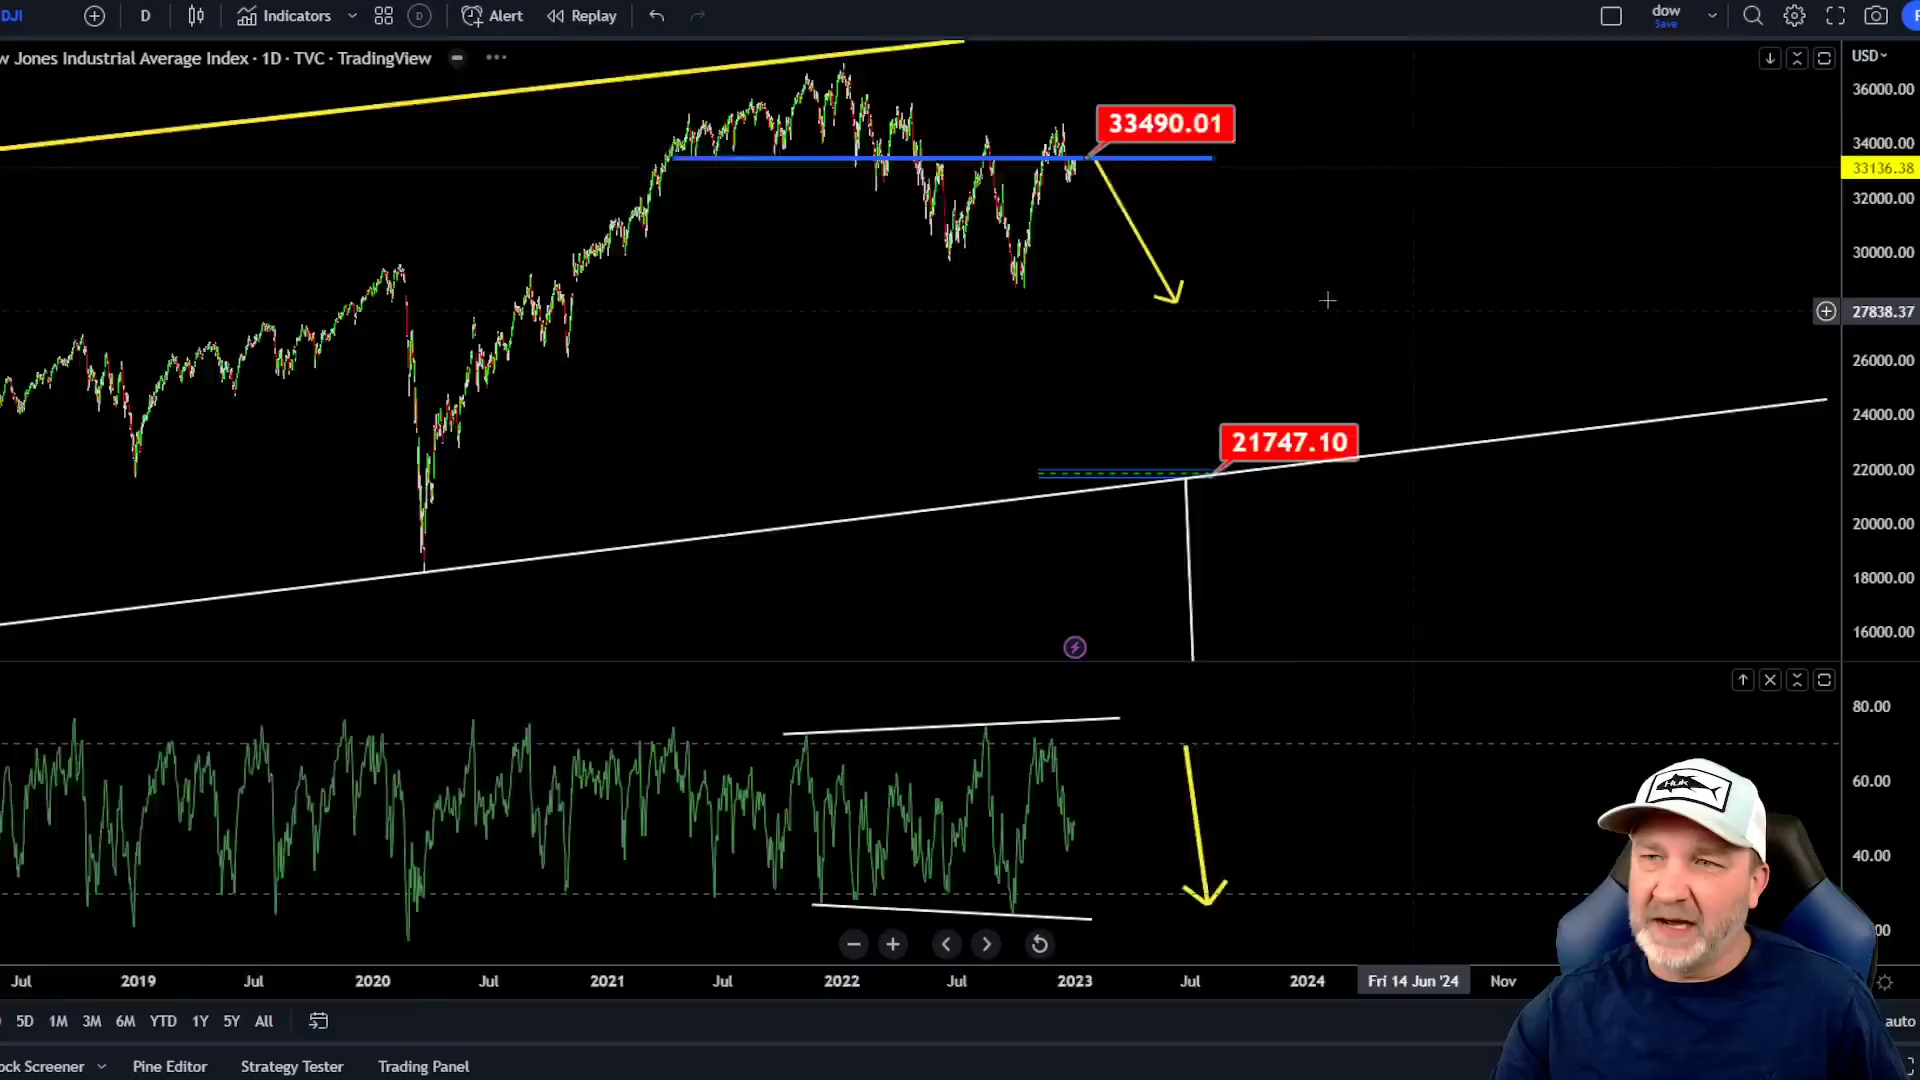 DJI
D
Indicators
D
Alert
Replay
dow
Save
w Jones Industrial Average Index · 1D · TVC · TradingView
USD
36000.00
34000.00
33136.38
32000.00
30000.00
27838.37
26000.00
24000.00
22000.00
20000.00
18000.00
16000.00
33490.01
21747.10
80.00
60.00
40.00
00
HUK
Jul
2019
Jul
2020
Jul
2021
Jul
2022
Jul
2023
Jul
2024
Fri 14 Jun '24
Nov
5D
1M
3M
6M
YTD
1Y
5Y
All
auto
ock Screener
Pine Editor
Strategy Tester
Trading Panel